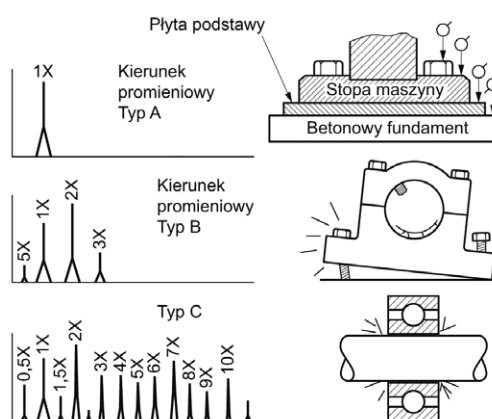 Płyta podstawy
1X
Kierunek
promieniowy
Typ A
Stopa maszyny
Betonowy fundament
5X
1X
2X
3X
Kierunek
promieniowy
Typ B
Typ C
0,5X
1X
1,5X
2X
3X
4X
5X
6X
7X
8X
9X
10X